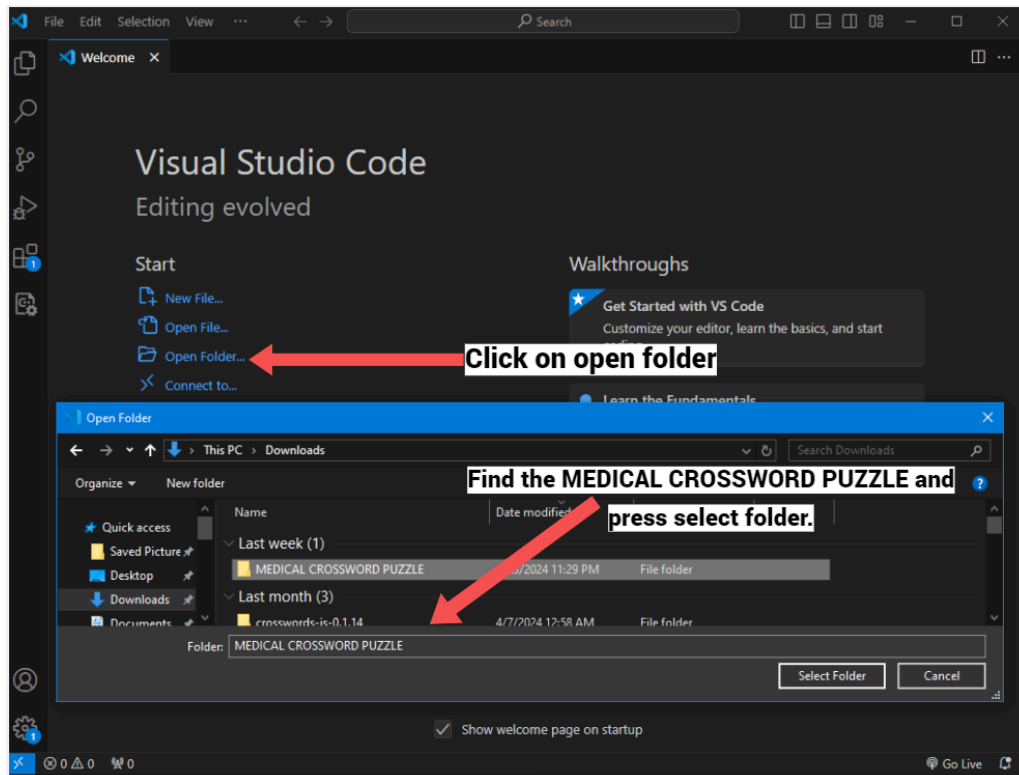 File Edit Selection View ··· Search
Welcome
Visual Studio Code
Editing evolved
Start
New File...
Open File...
Open Folder...
Connect to...
Walkthroughs
Get Started with VS Code
Customize your editor, learn the basics, and start
Click on open folder
Learn the Fundamentals
Open Folder
This PC > Downloads
Search Downloads
Organize
New folder
Find the MEDICAL CROSSWORD PUZZLE and
press select folder.
Quick access
Saved Picture
Desktop
Downloads
Documents
Name
Date modified
Last week (1)
MEDICAL CROSSWORD PUZZLE /2024 11:29 PM File folder
Last month (3)
crosswords-js-0.1.14 4/7/2024 12:58 AM File folder
Folder: MEDICAL CROSSWORD PUZZLE
Select Folder
Cancel
Show welcome page on startup
0 0 0
Go Live